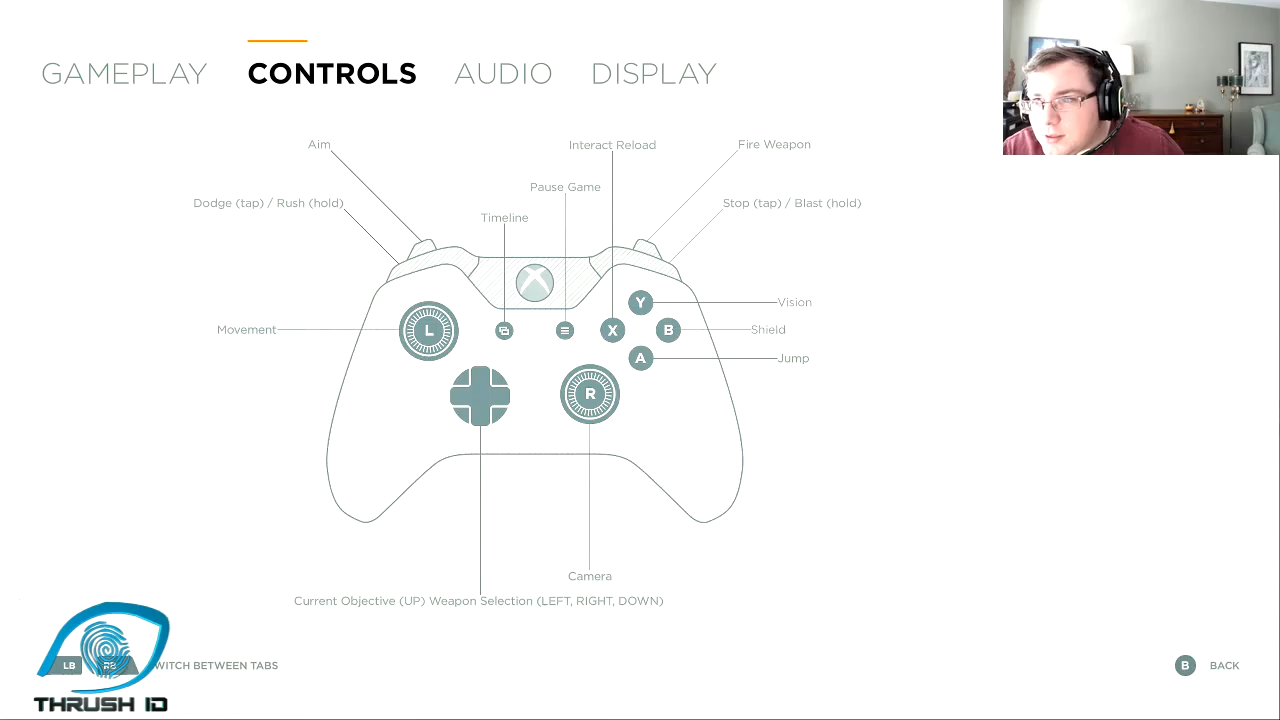 GAMEPLAY CONTROLS AUDIO DISPLAY
Aim Interact Reload Fire Weapon
Pause Game
Dodge (tap) / Rush (hold) Stop (tap) / Blast (hold)
Timeline
Y Vision
Movement L X B Shield
A Jump
R
Camera
Current Objective (UP) Weapon Selection (LEFT, RIGHT, DOWN)
LB RB WITCH BETWEEN TABS B BACK
THRUSH ID